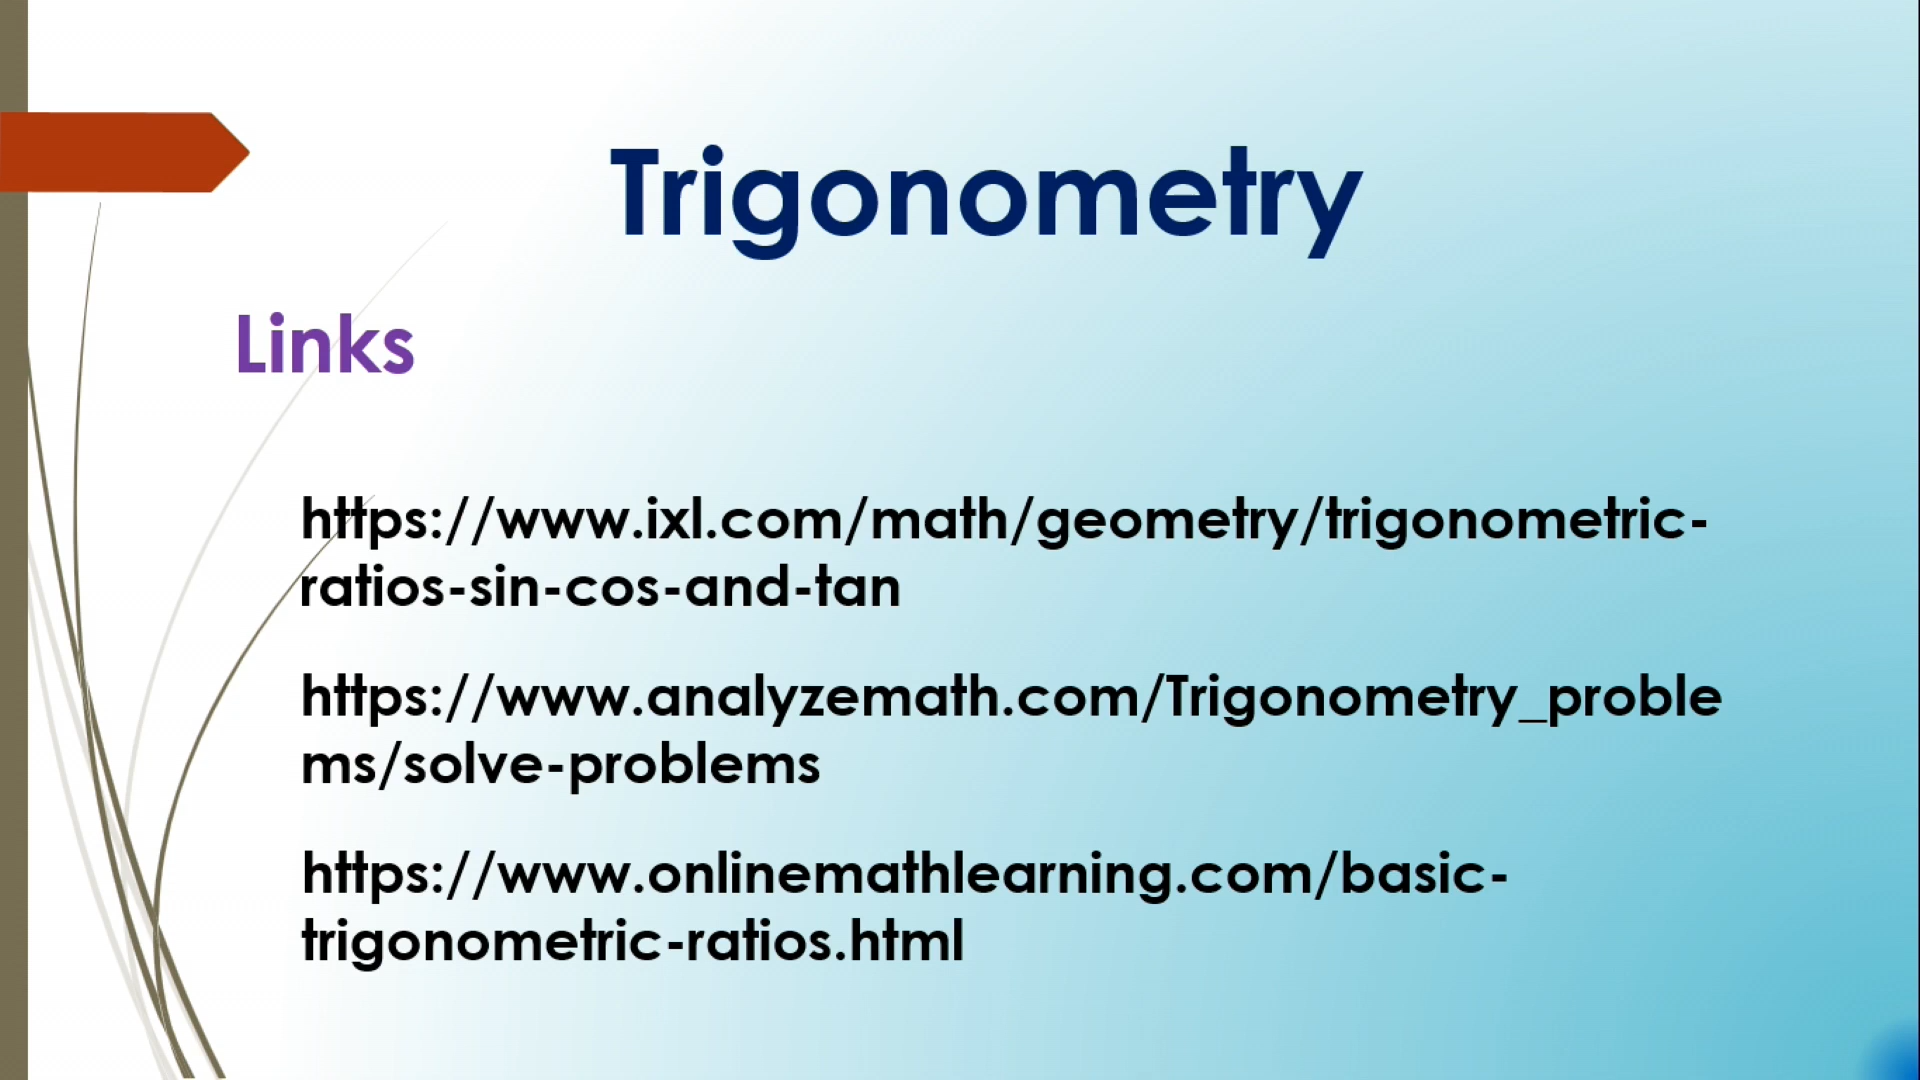 Trigonometry
Links
https://www.ixl.com/math/geometry/trigonometric-
ratios-sin-cos-and-tan
https://www.analyzemath.com/Trigonometry_proble
ms/solve-problems
https://www.onlinemathlearning.com/basic-
trigonometric-ratios.html